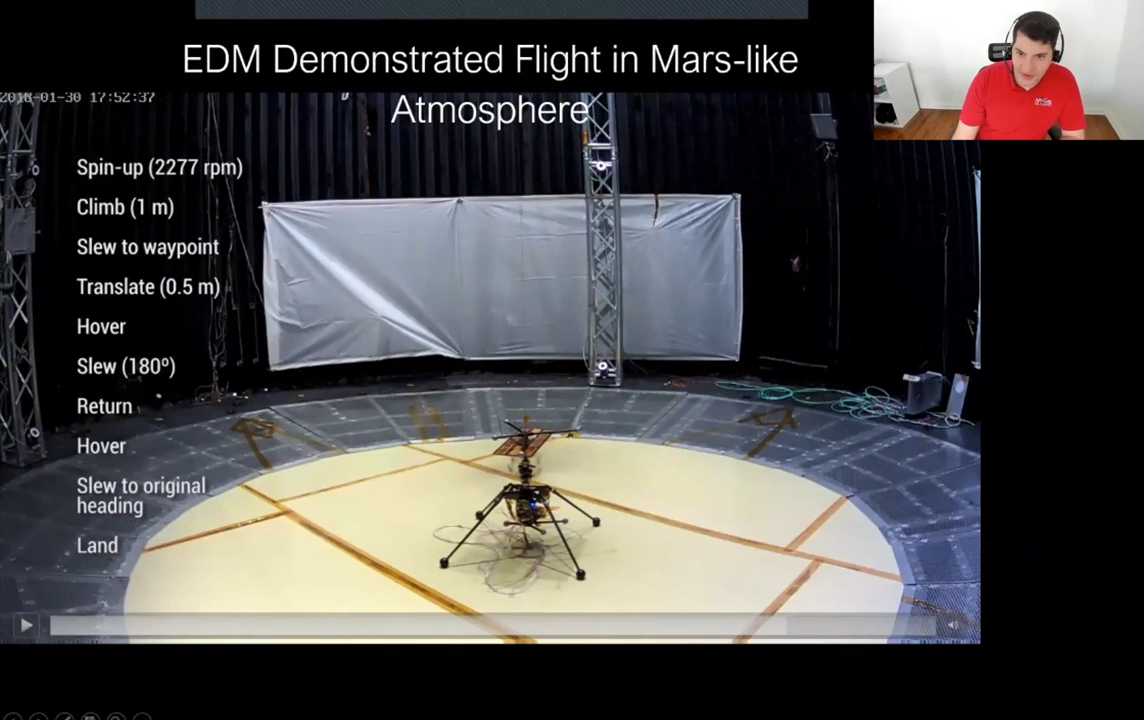 EDM Demonstrated Flight in Mars-like
Atmosphere
2018-01-30 17:52:37
Spin-up (2277 rpm)
Climb (1 m)
Slew to waypoint
Translate (0.5 m)
Hover
Slew (180º)
Return
Hover
Slew to original
heading
Land